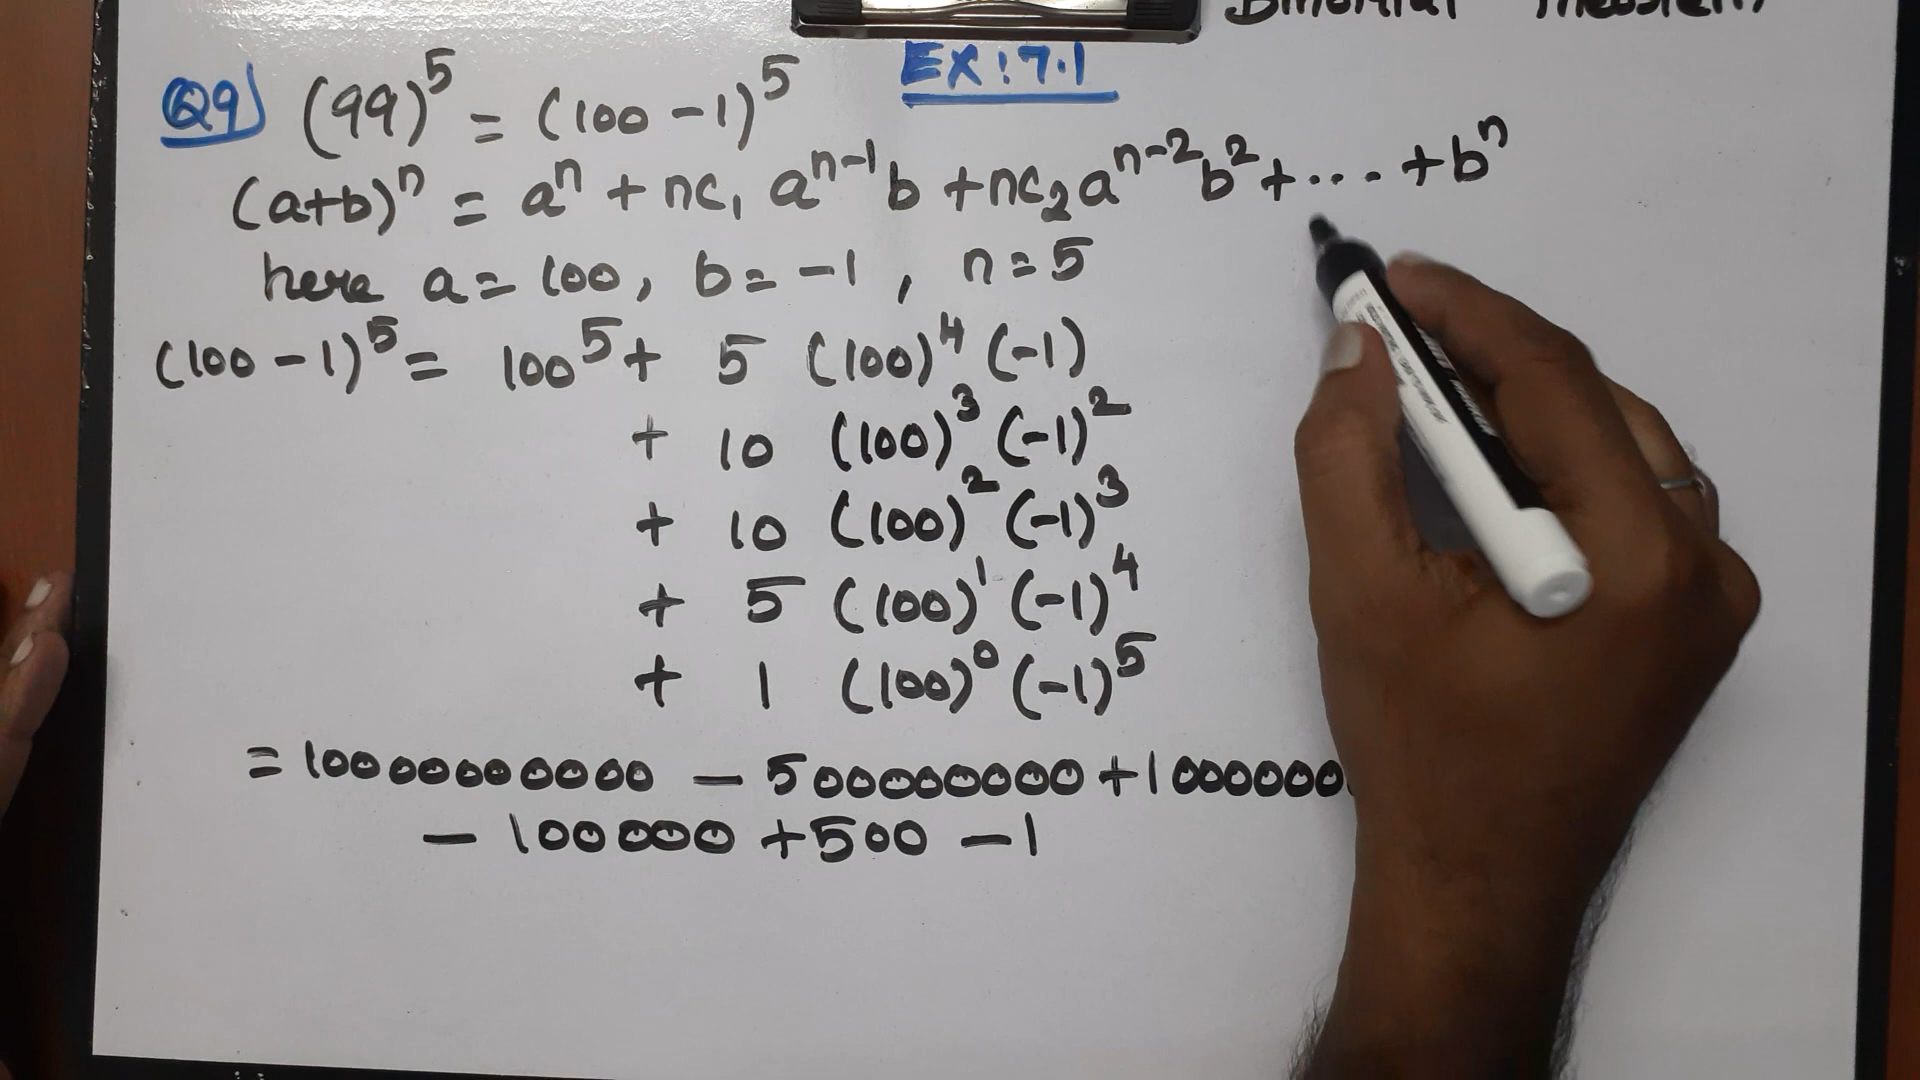 Binomial Theorem
EX:7.1
Q9) (99)^5 = (100 - 1)^5
(a+b)^n = a^n + nc₁ a^(n-1) b + nc₂ a^(n-2) b^2 + .... + b^n
here a = 100, b = -1, n = 5
(100 - 1)^5 = 100^5 + 5 (100)^4 (-1)
+ 10 (100)^3 (-1)^2
+ 10 (100)^2 (-1)^3
+ 5 (100)^1 (-1)^4
+ 1 (100)^0 (-1)^5
= 10000000000 - 500000000 + 1000000
- 100000 + 500 - 1